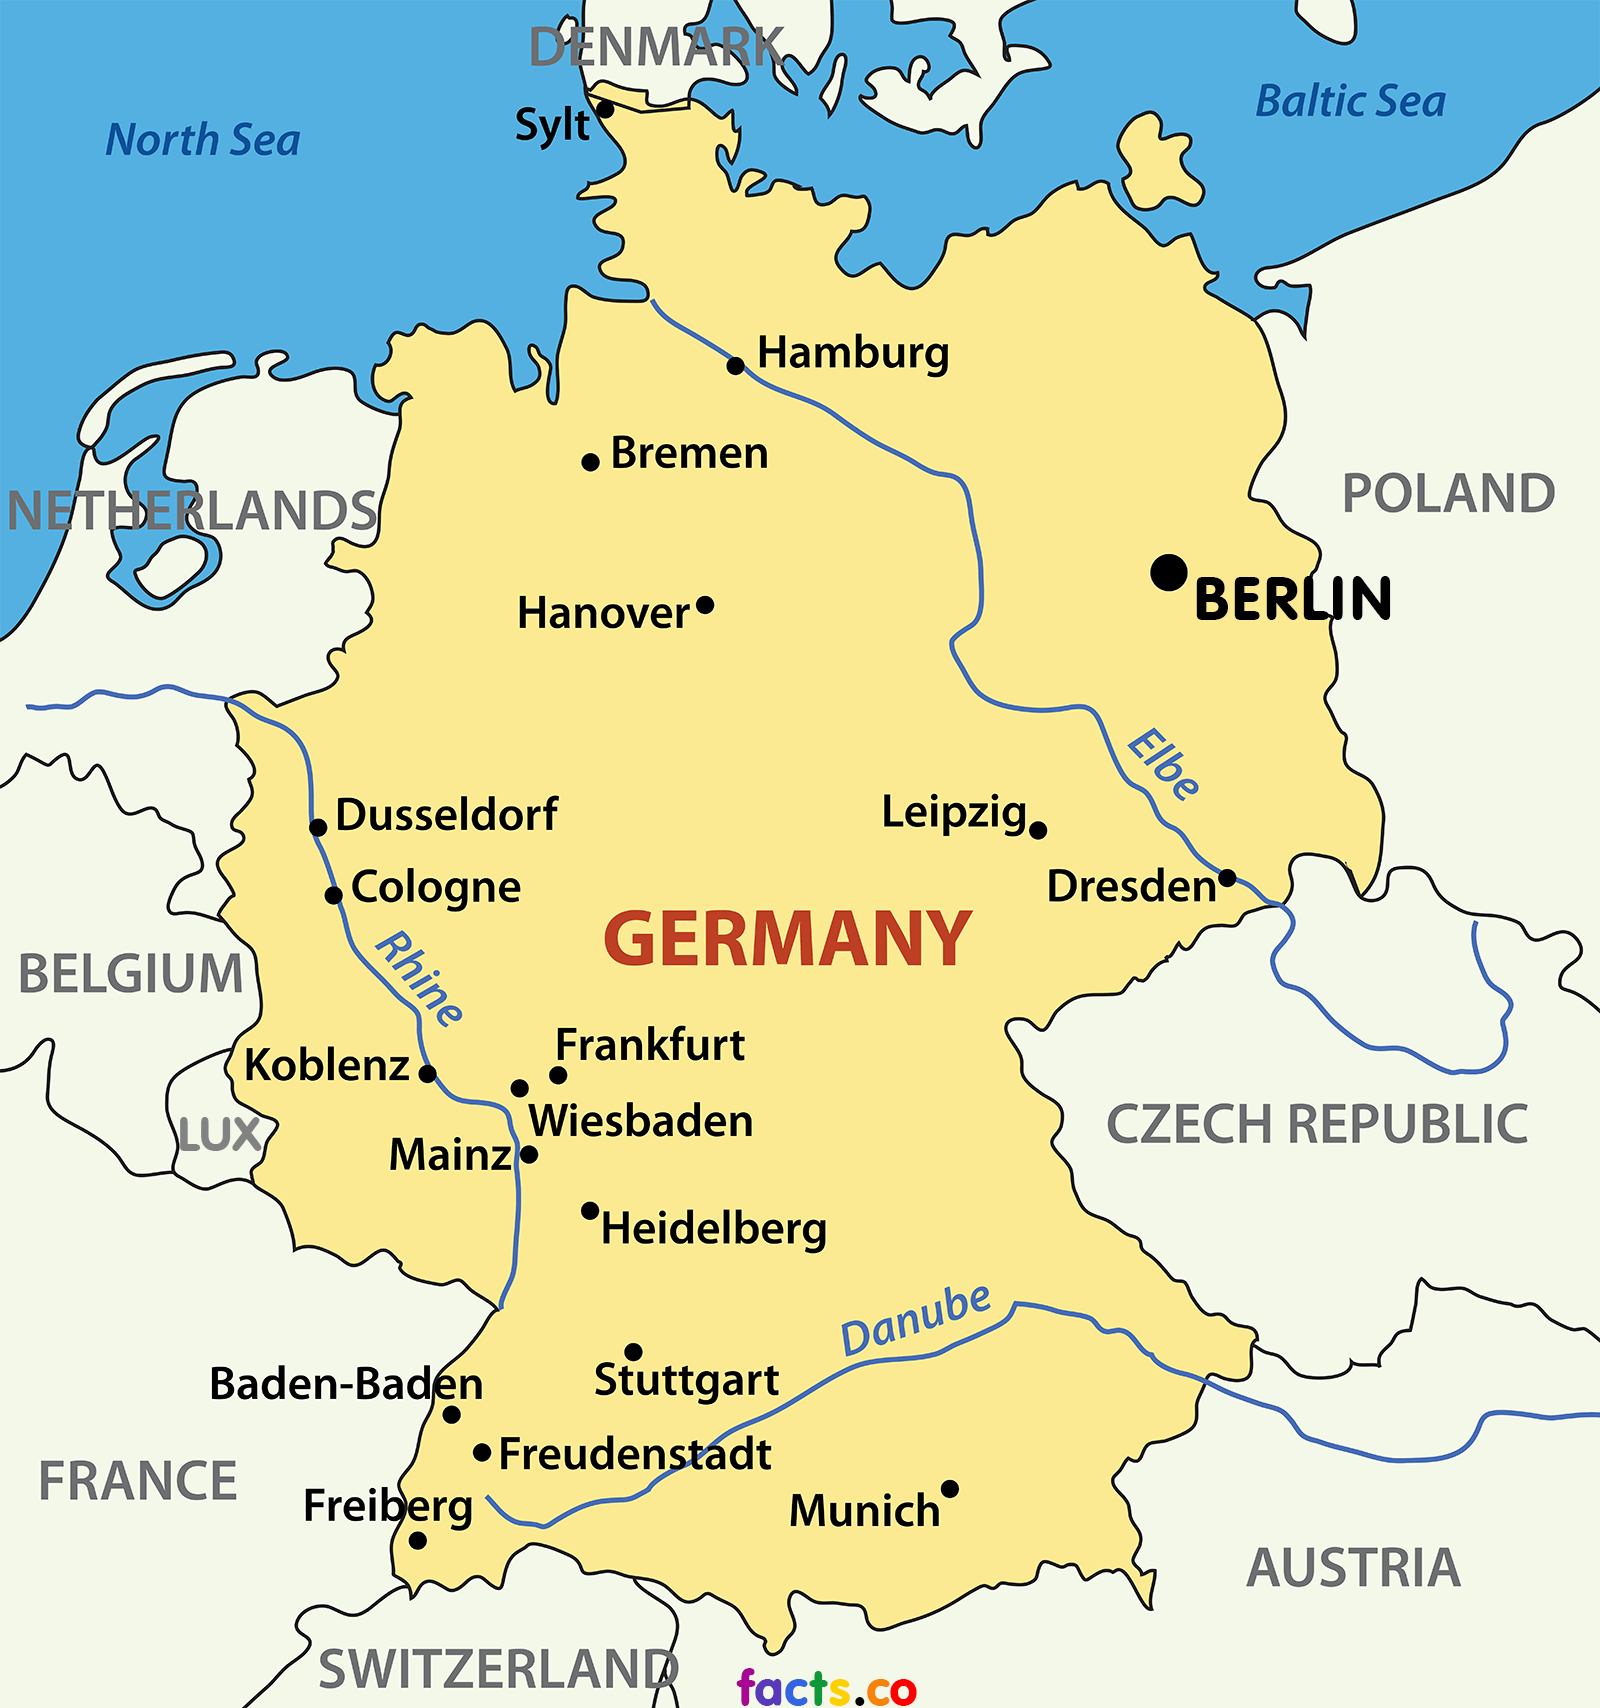 DENMARK
Baltic Sea
North Sea
Sylt
Hamburg
Bremen
NETHERLANDS
POLAND
BERLIN
Hanover
Elbe
Dusseldorf
Leipzig
Cologne
Dresden
GERMANY
Rhine
BELGIUM
Frankfurt
Koblenz
Wiesbaden
CZECH REPUBLIC
LUX
Mainz
Heidelberg
Danube
Baden-Baden
Stuttgart
Freudenstadt
FRANCE
Freiberg
Munich
AUSTRIA
SWITZERLAND
facts.co